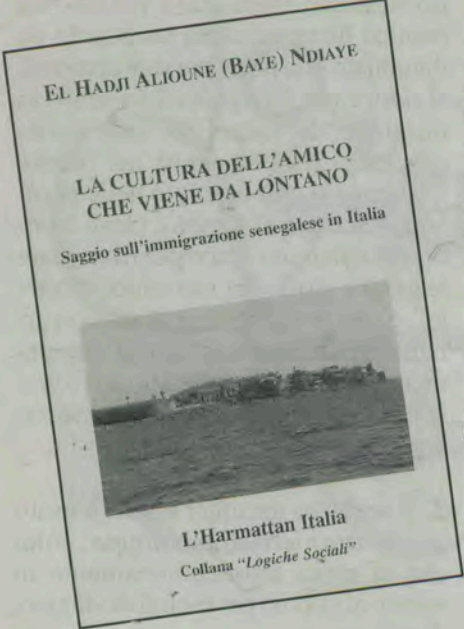 EL HADJI ALIOUNE (BAYE) NDIAYE
LA CULTURA DELL'AMICO
CHE VIENE DA LONTANO
Saggio sull'immigrazione senegalese in Italia
L'Harmattan Italia
Collana "Logiche Sociali"